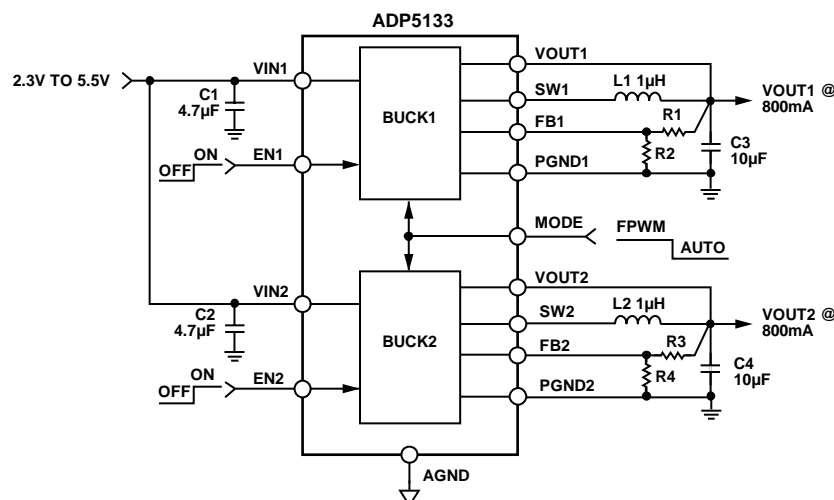 ADP5133
2.3V TO 5.5V
VIN1
C1
4.7µF
OFF
ON
EN1
BUCK1
VOUT1
SW1
FB1
PGND1
L1 1µH
R1
R2
VOUT1 @
800mA
C3
10µF
MODE
FPWM
AUTO
VIN2
C2
4.7µF
OFF
ON
EN2
BUCK2
VOUT2
SW2
FB2
PGND2
L2 1µH
R3
R4
VOUT2 @
800mA
C4
10µF
AGND